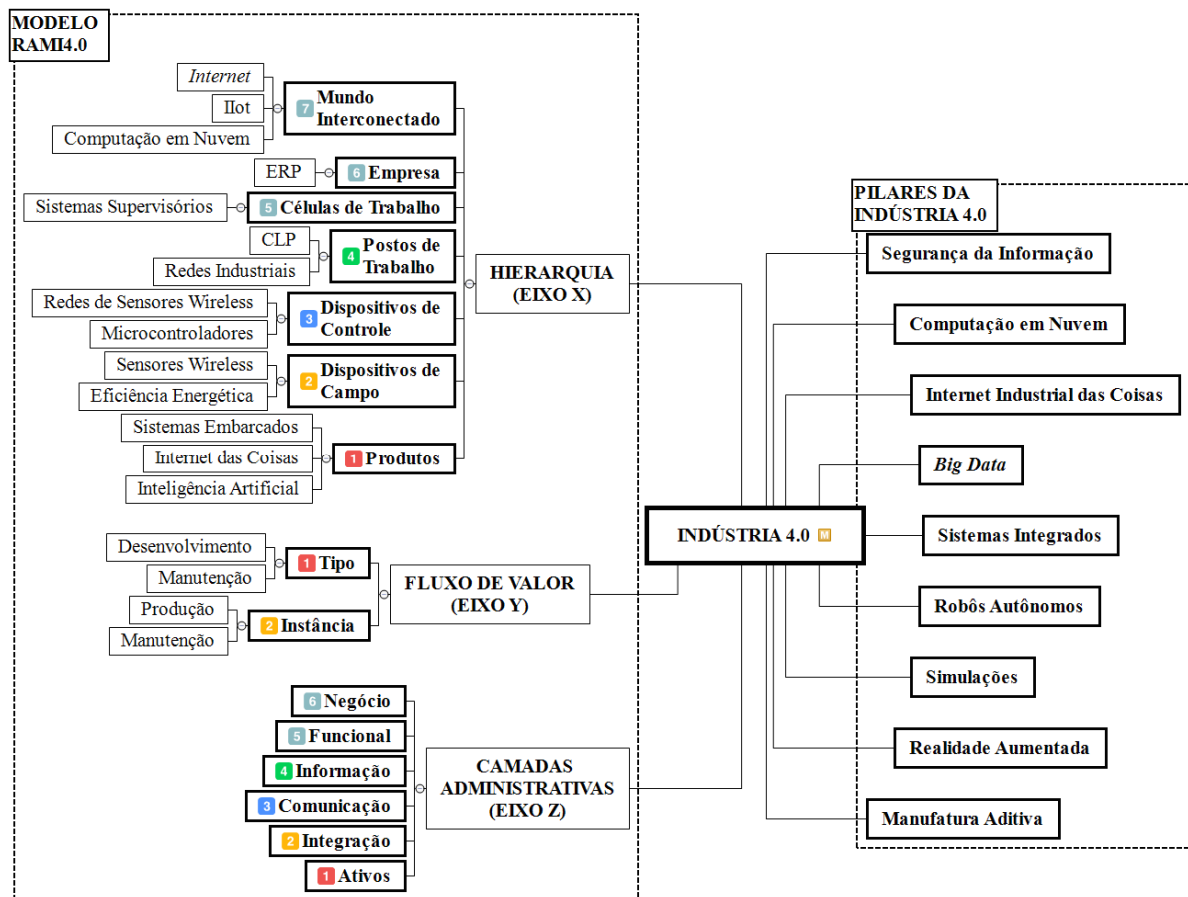 MODELO
RAMI4.0
Internet
IIot
Computação em Nuvem
7 Mundo
Interconectado
ERP
6 Empresa
Sistemas Supervisórios
5 Células de Trabalho
CLP
Redes Industriais
4 Postos de
Trabalho
Redes de Sensores Wireless
Microcontroladores
3 Dispositivos de
Controle
Sensores Wireless
Eficiência Energética
2 Dispositivos de
Campo
Sistemas Embarcados
Internet das Coisas
Inteligência Artificial
1 Produtos
HIERARQUIA
(EIXO X)
Desenvolvimento
Manutenção
1 Tipo
Produção
Manutenção
2 Instância
FLUXO DE VALOR
(EIXO Y)
6 Negócio
5 Funcional
4 Informação
3 Comunicação
2 Integração
1 Ativos
CAMADAS
ADMINISTRATIVAS
(EIXO Z)
INDÚSTRIA 4.0 M
PILARES DA
INDÚSTRIA 4.0
Segurança da Informação
Computação em Nuvem
Internet Industrial das Coisas
Big Data
Sistemas Integrados
Robôs Autônomos
Simulações
Realidade Aumentada
Manufatura Aditiva